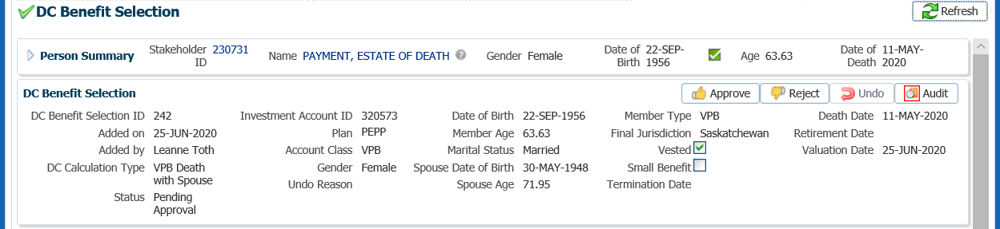 DC Benefit Selection
Refresh
Person Summary
Stakeholder ID 230731
Name PAYMENT, ESTATE OF DEATH
Gender Female
Date of Birth 22-SEP-1956
Age 63.63
Date of Death 11-MAY-2020
DC Benefit Selection
Approve Reject Undo Audit
DC Benefit Selection ID 242 Investment Account ID 320573 Date of Birth 22-SEP-1956 Member Type VPB Death Date 11-MAY-2020
Added on 25-JUN-2020 Plan PEPP Member Age 63.63 Final Jurisdiction Saskatchewan Retirement Date
Added by Leanne Toth Account Class VPB Marital Status Married Vested Valuation Date 25-JUN-2020
DC Calculation Type VPB Death with Spouse Gender Female Spouse Date of Birth 30-MAY-1948 Small Benefit
Undo Reason Spouse Age 71.95 Termination Date
Status Pending Approval